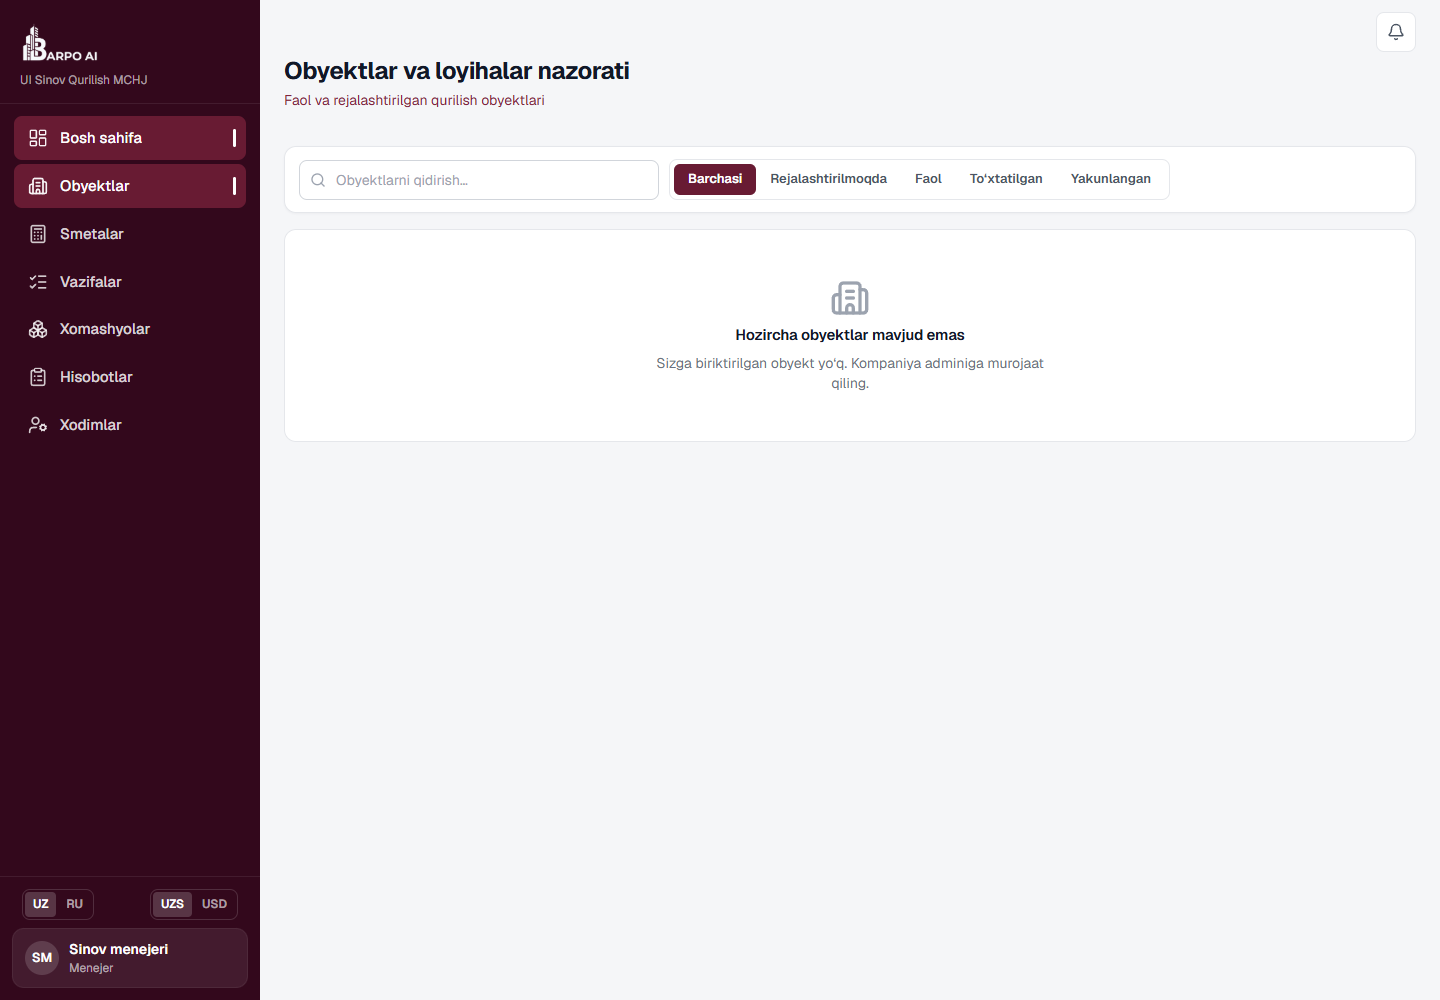 BARPO AI
UI Sinov Qurilish MCHJ
Bosh sahifa
Obyektlar
Smetalar
Vazifalar
Xomashyolar
Hisobotlar
Xodimlar
UZ RU UZS USD
SM
Sinov menejeri
Menejer
Obyektlar va loyihalar nazorati
Faol va rejalashtirilgan qurilish obyektlari
Obyektlarni qidirish...
Barchasi Rejalashtirilmoqda Faol To‘xtatilgan Yakunlangan
Hozircha obyektlar mavjud emas
Sizga biriktirilgan obyekt yo‘q. Kompaniya adminiga murojaat
qiling.